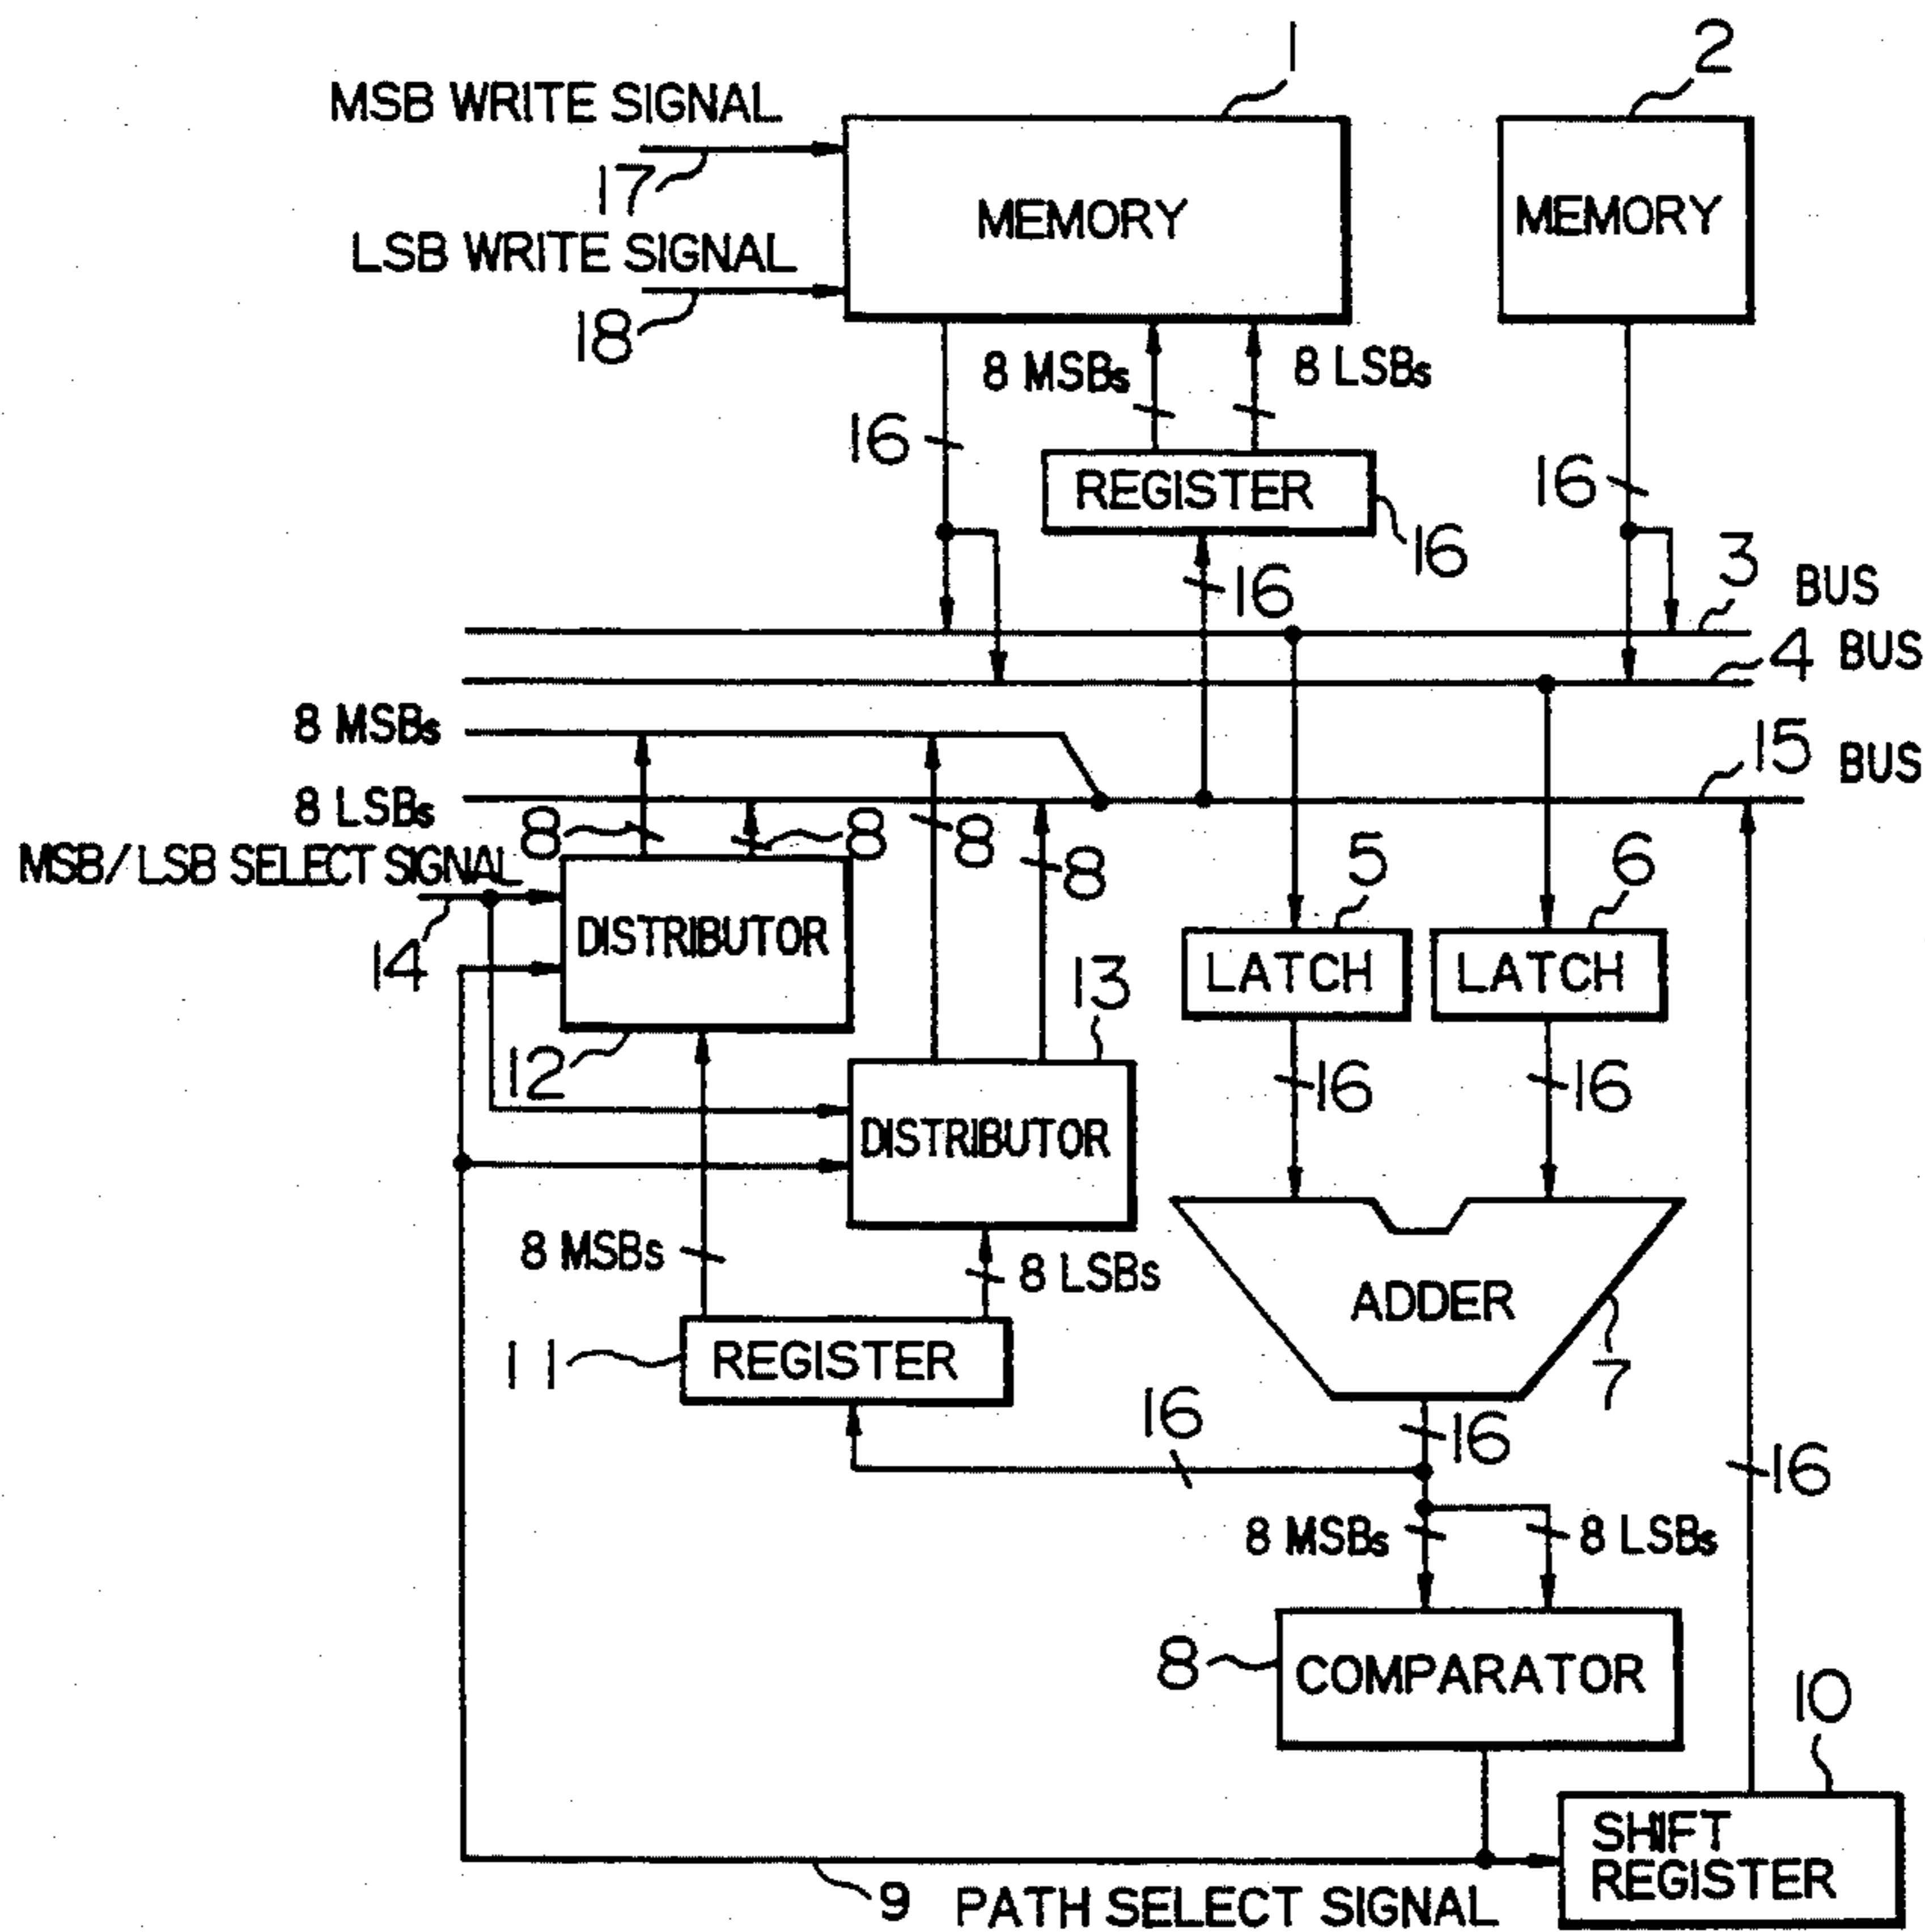 1
2
MSB WRITE SIGNAL
17
LSB WRITE SIGNAL
18
MEMORY
MEMORY
8 MSBs
8 LSBs
16
REGISTER
16
16
16
3 BUS
4 BUS
8 MSBs
15 BUS
8 LSBs
8
8
8
8
MSB/LSB SELECT SIGNAL
14
DISTRIBUTOR
12
13
5
6
LATCH
LATCH
16
16
DISTRIBUTOR
8 MSBs
8 LSBs
ADDER
7
11
REGISTER
16
16
16
8 MSBs
8 LSBs
8
COMPARATOR
10
SHIFT
REGISTER
9
PATH SELECT SIGNAL